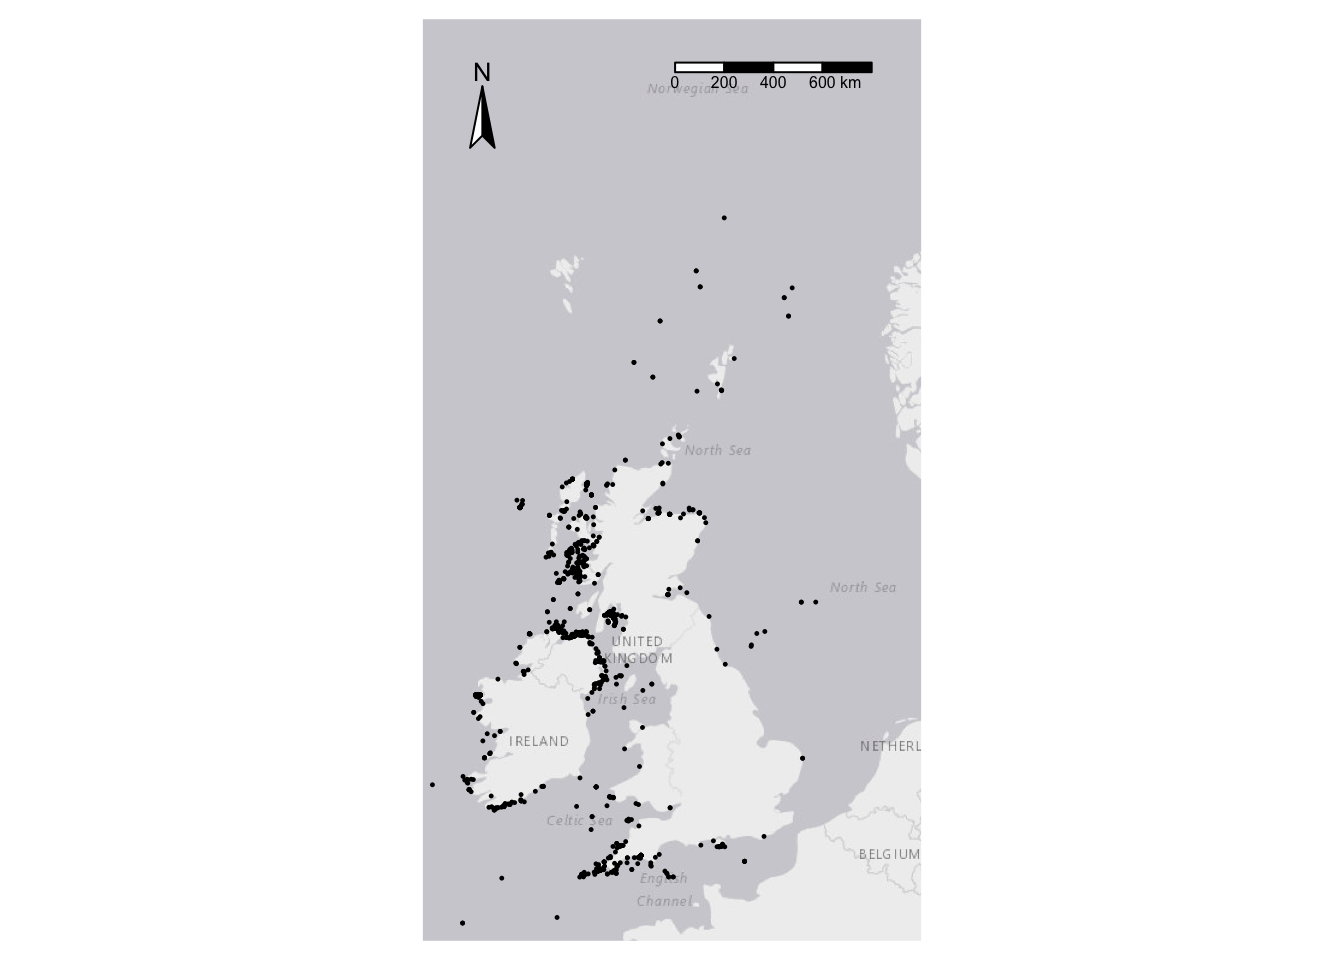 N
0 200 400 600 km
Norwegian Sea
North Sea
North Sea
UNITED
KINGDOM
Irish Sea
IRELAND
NETHERL
Celtic Sea
BELGIUM
English
Channel